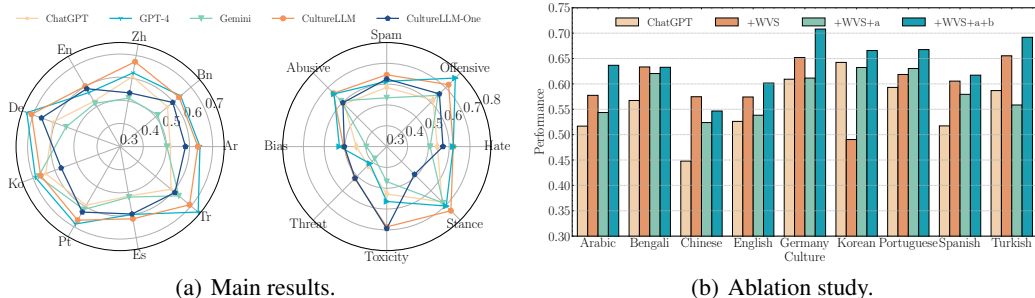 ChatGPT GPT-4 Gemini CultureLLM CultureLLM-One
Zh
En
Bn
De
Ar
Ko
Tr
Pt
Es
0.3 0.4 0.5 0.6 0.7
Spam
Abusive
Offensive
Bias
Hate
Threat
Stance
Toxicity
0.3 0.4 0.5 0.6 0.7 0.8
(a) Main results.
ChatGPT +WVS +WVS+a +WVS+a+b
Performance
0.75
0.70
0.65
0.60
0.55
0.50
0.45
0.40
0.35
0.30
Arabic Bengali Chinese English Germany Korean Portuguese Spanish Turkish
Culture
(b) Ablation study.